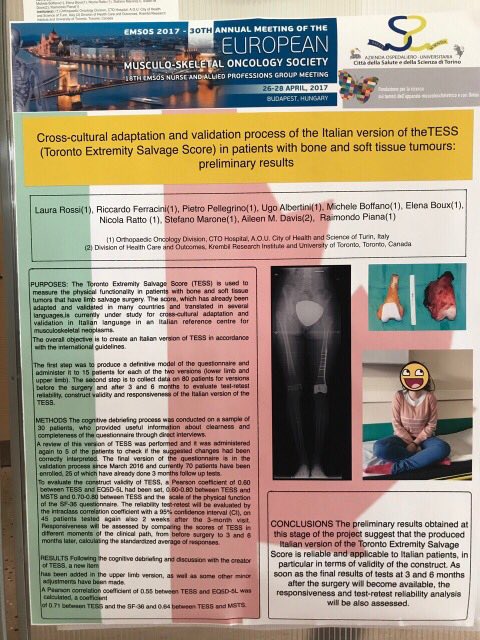 EMSOS 2017 - 30TH ANNUAL MEETING OF THE
EUROPEAN
MUSCULO-SKELETAL ONCOLOGY SOCIETY
18TH EMSOS NURSE AND ALLIED PROFESSIONS GROUP MEETING
26-28 APRIL, 2017
BUDAPEST, HUNGARY
AZIENDA OSPEDALIERO - UNIVERSITARIA
Città della Salute e della Scienza di Torino
Fondazione per la ricerca
Cross-cultural adaptation and validation process of the Italian version of theTESS
(Toronto Extremity Salvage Score) in patients with bone and soft tissue tumours:
preliminary results
Laura Rossi(1), Riccardo Ferracini(1), Pietro Pellegrino(1), Ugo Albertini(1), Michele Boffano(1), Elena Boux(1),
Nicola Ratto (1), Stefano Marone(1), Aileen M. Davis(2), Raimondo Piana(1)
(1) Orthopaedic Oncology Division, CTO Hospital, A.O.U. City of Health and Science of Turin, Italy
(2) Division of Health Care and Outcomes, Krembil Research Institute and University of Toronto, Toronto, Canada
PURPOSES: The Toronto Extremity Salvage Score (TESS) is used to
measure the physical functionality in patients with bone and soft tissue
tumors that have limb salvage surgery. The score, which has already been
adapted and validated in many countries and translated in several
languages,is currently under study for cross-cultural adaptation and
validation in Italian language in an Italian reference centre for
musculoskeletal neoplasms.
The overall objective is to create an Italian version of TESS in accordance
with the international guidelines.
The first step was to produce a definitive model of the questionnaire and
administer it to 15 patients for each of the two versions (lower limb and
upper limb). The second step is to collect data on 80 patients for versions
before the surgery and after 3 and 6 months to evaluate test-retest
reliability, construct validity and responsiveness of the Italian version of the
TESS.
METHODS The cognitive debriefing process was conducted on a sample of
30 patients, who provided useful information about clearness and
completeness of the questionnaire through direct interviews.
A review of this version of TESS was performed and it was administered
again to 5 of the patients to check if the suggested changes had been
correctly interpreted. The final version of the questionnaire is in the
validation process since March 2016 and currently 70 patients have been
enrolled, 25 of which have already done 3 months follow up tests.
To evaluate the construct validity of TESS, a Pearson coefficient of 0.60
between TESS and EQ5D-5L had been set, 0.60-0.80 between TESS and
MSTS and 0.70-0.80 between TESS and the scale of the physical function
of the SF-36 questionnaire. The reliability test-retest will be evaluated by
the intraclass correlation coefficient with a 95% confidence interval (CI), on
45 patients tested again also 2 weeks after the 3-month visit.
Responsiveness will be assessed by comparing the scores of TESS in
different moments of the clinical path, from before surgery to 3 and 6
months later, calculating the standardized average of responses.
RESULTS Following the cognitive debriefing and discussion with the creator
of TESS, a new item
has been added in the upper limb version, as well as some other minor
adjustments have been made.
A Pearson correlation coefficient of 0.55 between TESS and EQ5D-5L was
calculated, a coefficient
of 0.71 between TESS and the SF-36 and 0.64 between TESS and MSTS.
CONCLUSIONS The preliminary results obtained at
this stage of the project suggest that the produced
Italian version of the Toronto Extremity Salvage
Score is reliable and applicable to Italian patients, in
particular in terms of validity of the construct. As
soon as the final results of tests at 3 and 6 months
after the surgery will become available, the
responsiveness and test-retest reliability analysis
will be also assessed.